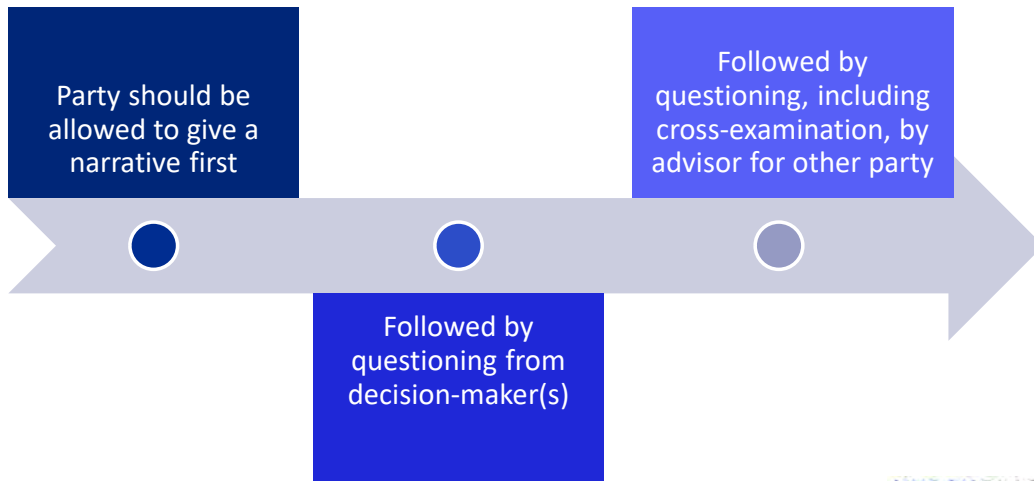 Party should be
allowed to give a
narrative first
Followed by
questioning from
decision-maker(s)
Followed by
questioning, including
cross-examination, by
advisor for other party